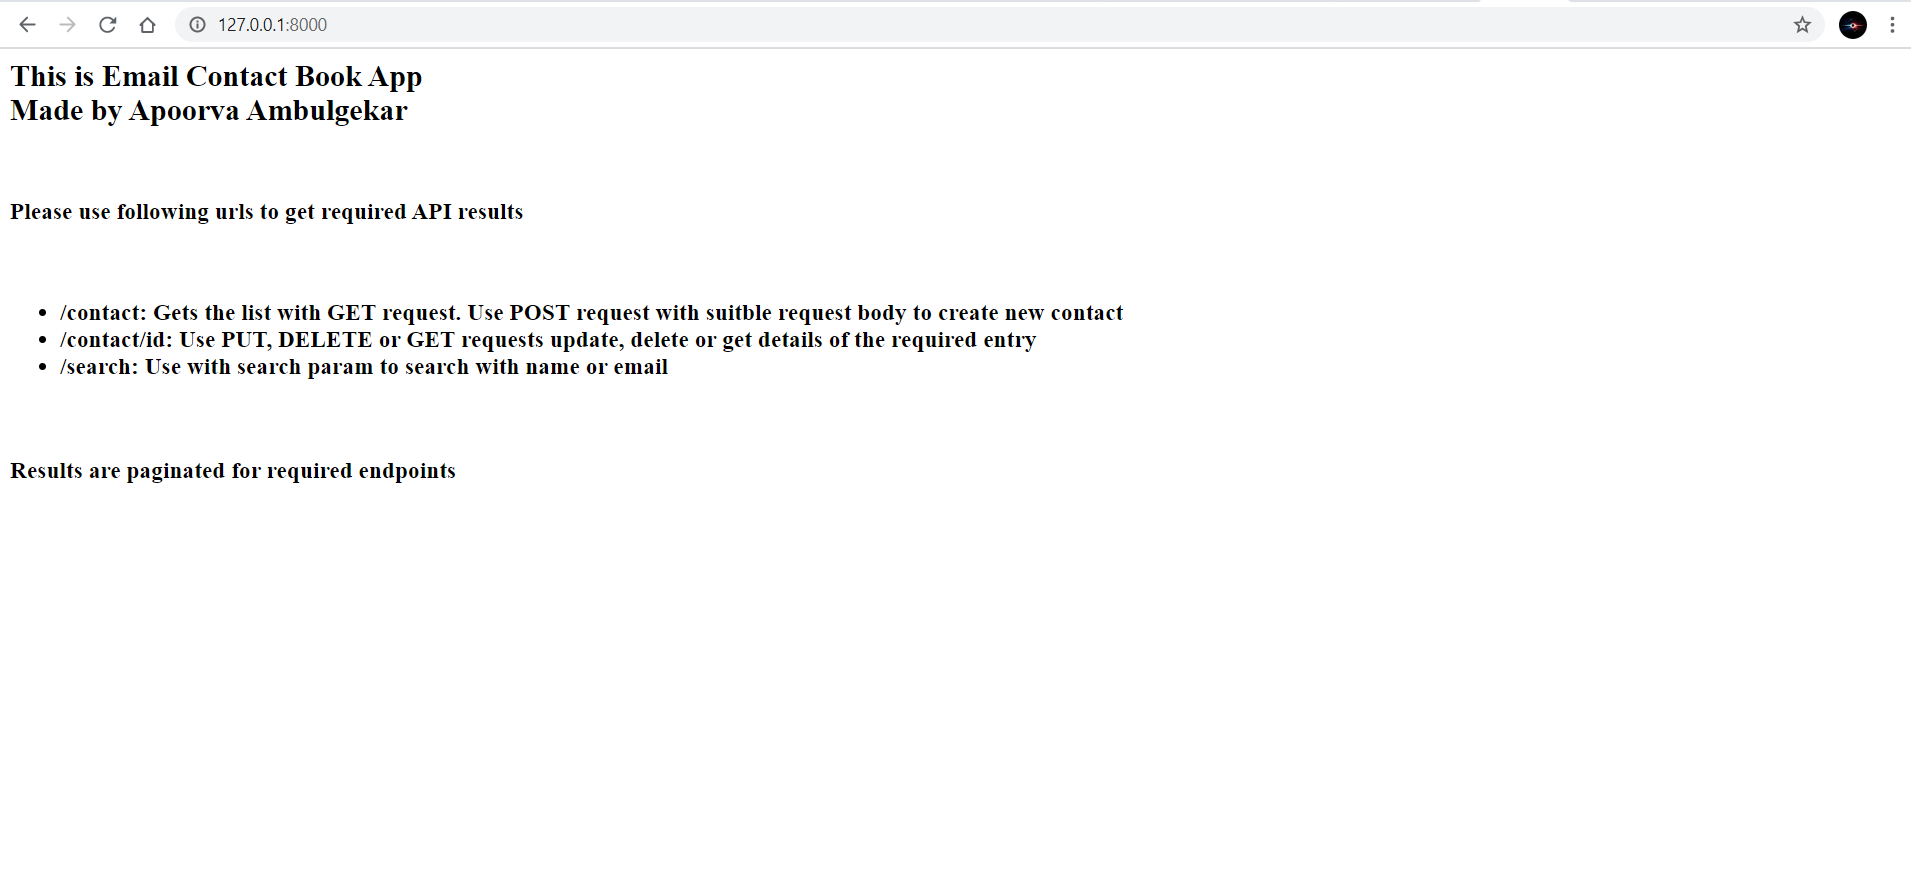 127.0.0.1:8000
This is Email Contact Book App
Made by Apoorva Ambulgekar
Please use following urls to get required API results
• /contact: Gets the list with GET request. Use POST request with suitble request body to create new contact
• /contact/id: Use PUT, DELETE or GET requests update, delete or get details of the required entry
• /search: Use with search param to search with name or email
Results are paginated for required endpoints